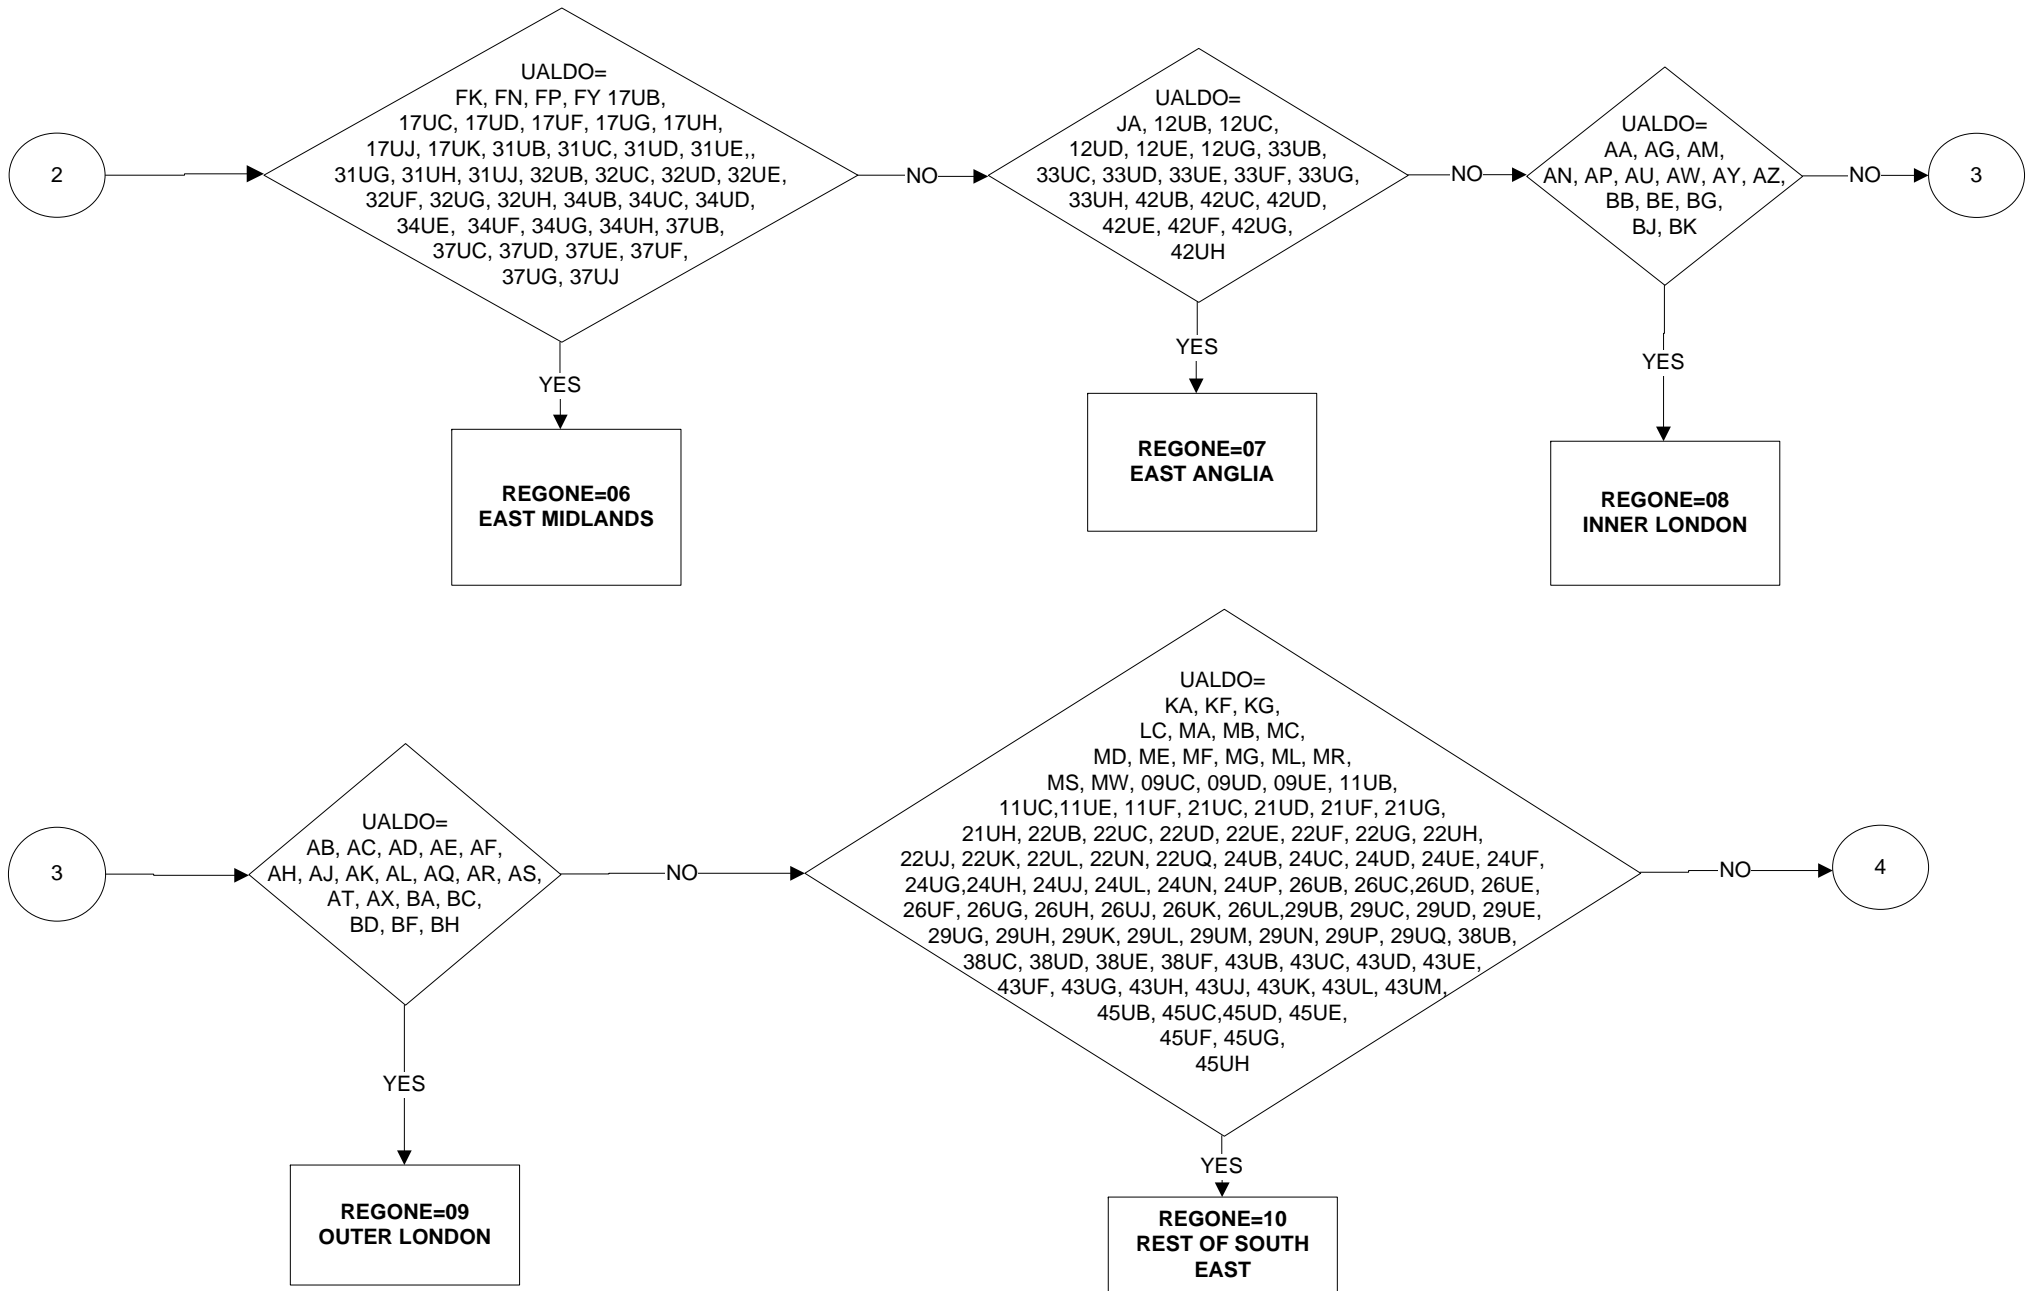 2
UALDO=
FK, FN, FP, FY 17UB,
17UC, 17UD, 17UF, 17UG, 17UH,
17UJ, 17UK, 31UB, 31UC, 31UD, 31UE,,
31UG, 31UH, 31UJ, 32UB, 32UC, 32UD, 32UE,
32UF, 32UG, 32UH, 34UB, 34UC, 34UD,
34UE, 34UF, 34UG, 34UH, 37UB,
37UC, 37UD, 37UE, 37UF,
37UG, 37UJ
NO
UALDO=
JA, 12UB, 12UC,
12UD, 12UE, 12UG, 33UB,
33UC, 33UD, 33UE, 33UF, 33UG,
33UH, 42UB, 42UC, 42UD,
42UE, 42UF, 42UG,
42UH
NO
UALDO=
AA, AG, AM,
AN, AP, AU, AW, AY, AZ,
BB, BE, BG,
BJ, BK
NO
3
YES
YES
YES
REGONE=06
EAST MIDLANDS
REGONE=07
EAST ANGLIA
REGONE=08
INNER LONDON
3
UALDO=
AB, AC, AD, AE, AF,
AH, AJ, AK, AL, AQ, AR, AS,
AT, AX, BA, BC,
BD, BF, BH
NO
UALDO=
KA, KF, KG,
LC, MA, MB, MC,
MD, ME, MF, MG, ML, MR,
MS, MW, 09UC, 09UD, 09UE, 11UB,
11UC,11UE, 11UF, 21UC, 21UD, 21UF, 21UG,
21UH, 22UB, 22UC, 22UD, 22UE, 22UF, 22UG, 22UH,
22UJ, 22UK, 22UL, 22UN, 22UQ, 24UB, 24UC, 24UD, 24UE, 24UF,
24UG,24UH, 24UJ, 24UL, 24UN, 24UP, 26UB, 26UC,26UD, 26UE,
26UF, 26UG, 26UH, 26UJ, 26UK, 26UL,29UB, 29UC, 29UD, 29UE,
29UG, 29UH, 29UK, 29UL, 29UM, 29UN, 29UP, 29UQ, 38UB,
38UC, 38UD, 38UE, 38UF, 43UB, 43UC, 43UD, 43UE,
43UF, 43UG, 43UH, 43UJ, 43UK, 43UL, 43UM,
45UB, 45UC,45UD, 45UE,
45UF, 45UG,
45UH
NO
4
YES
YES
REGONE=09
OUTER LONDON
REGONE=10
REST OF SOUTH
EAST